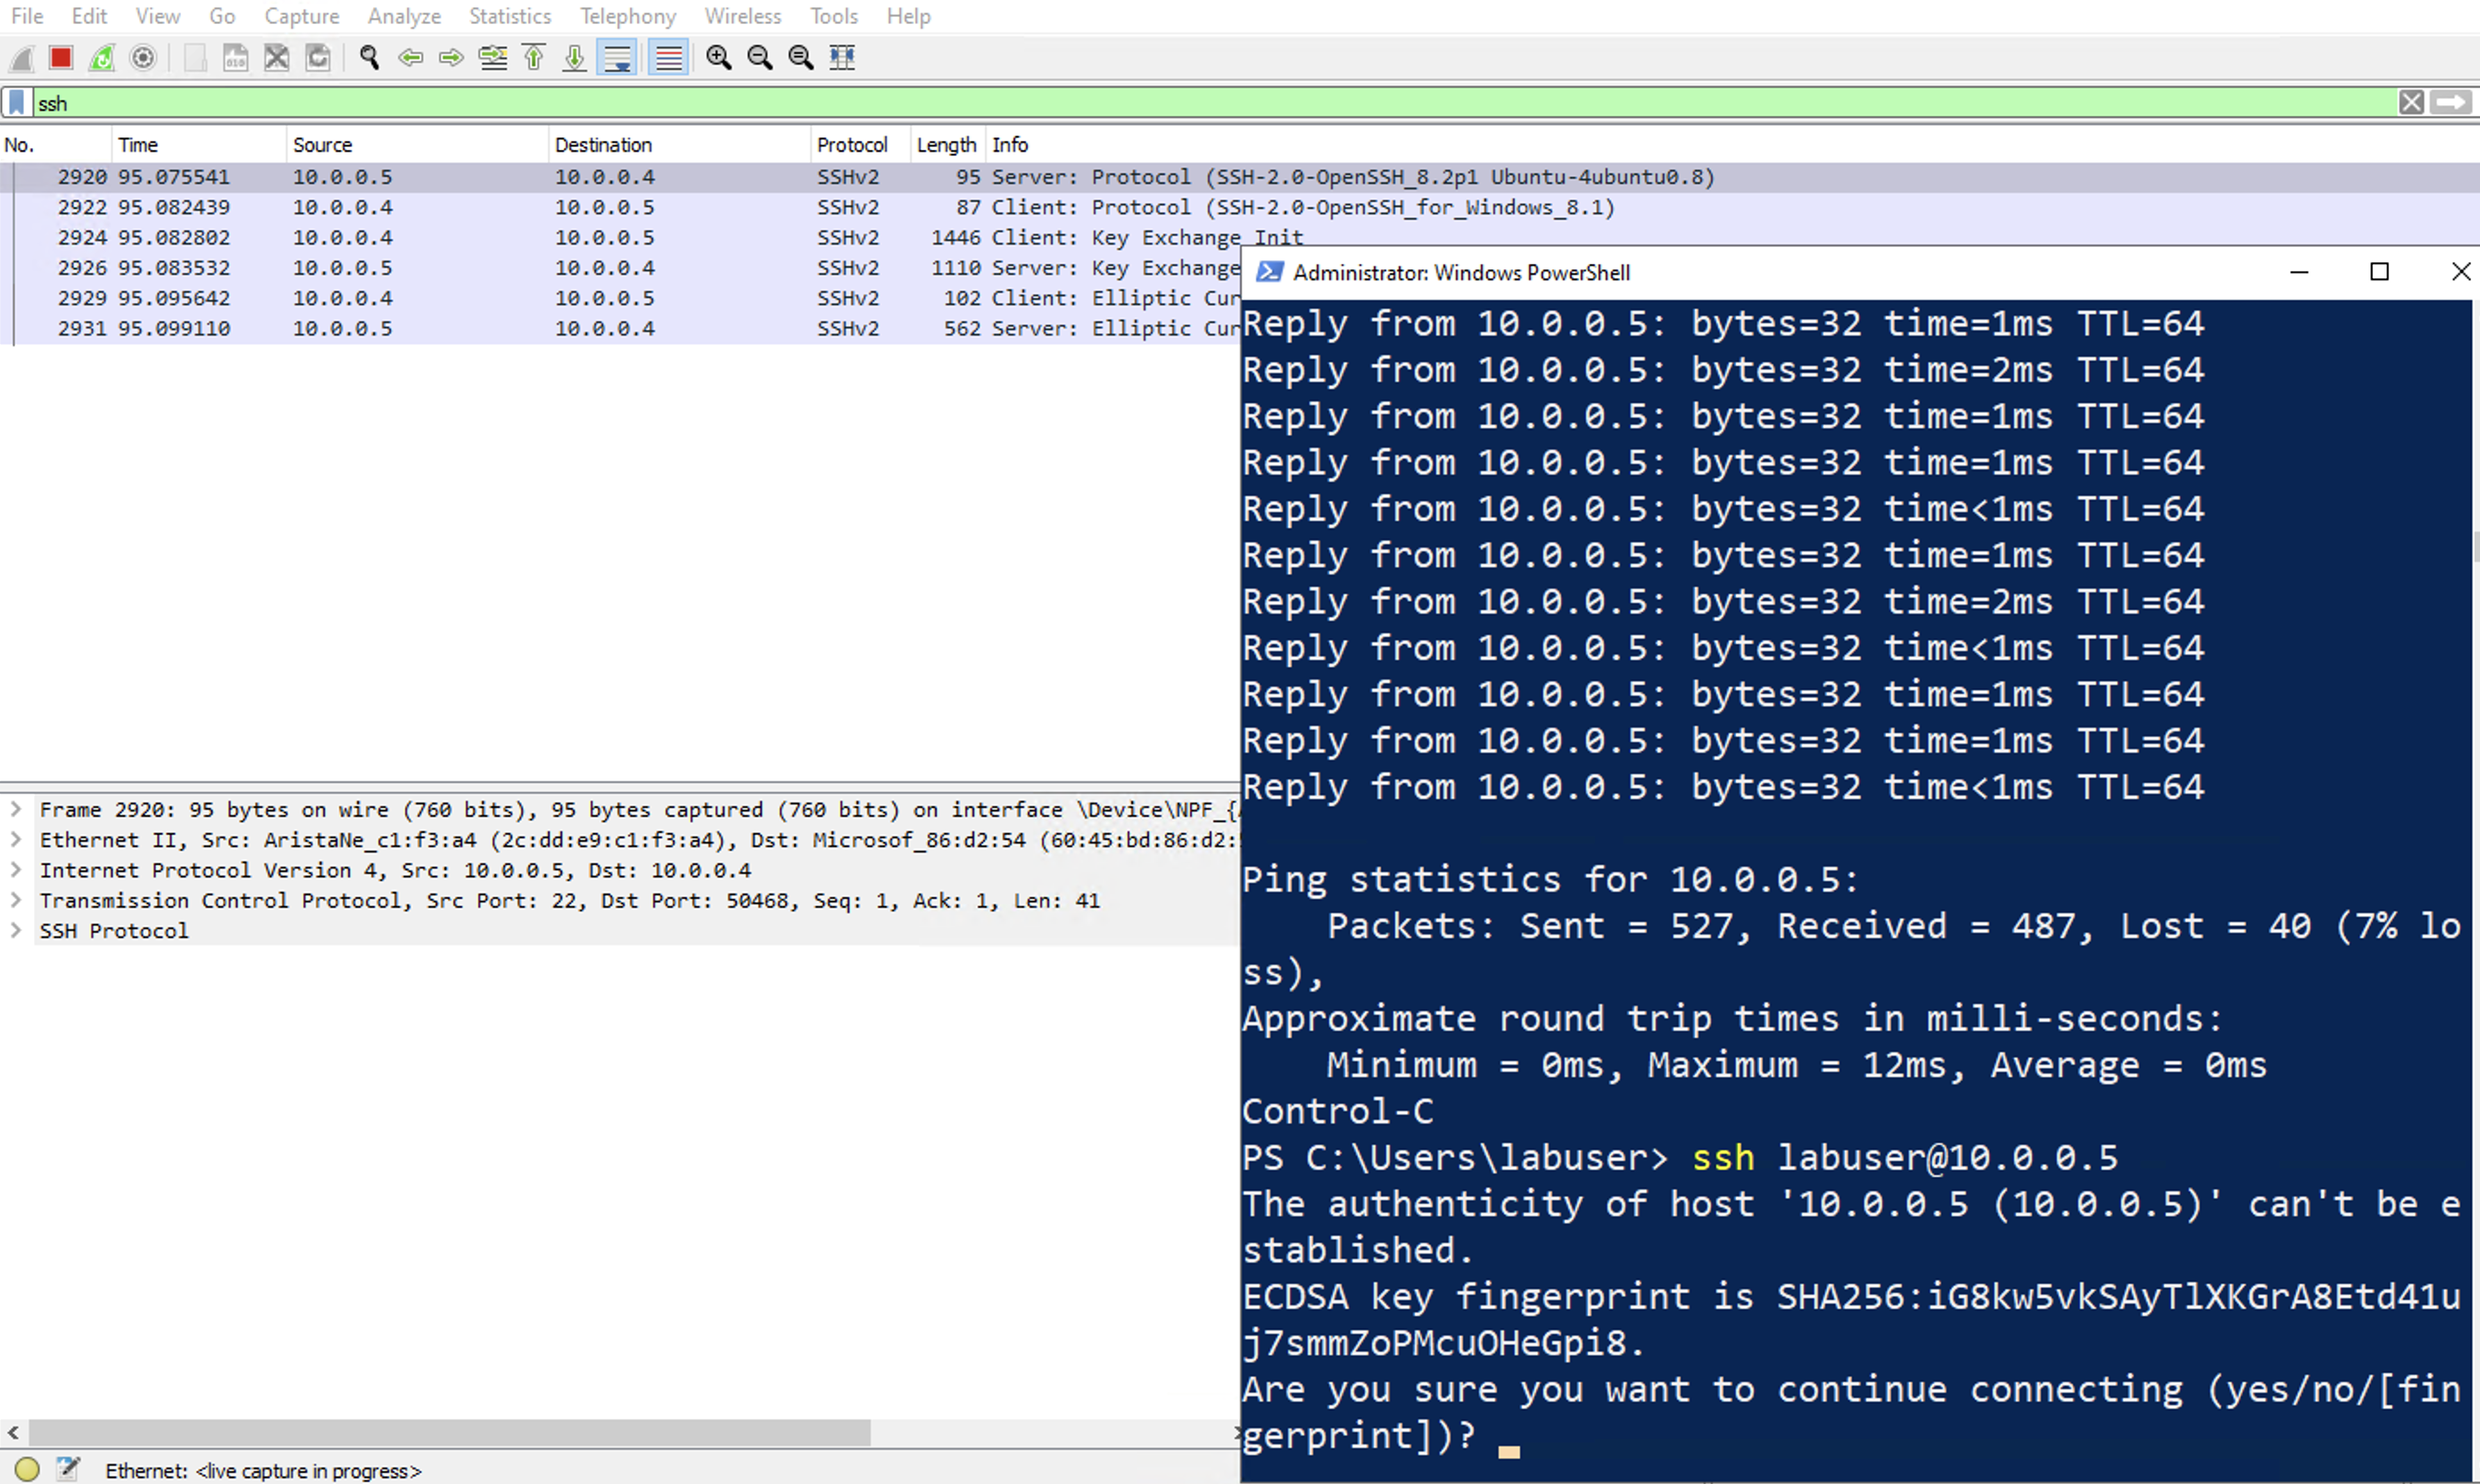 File Edit View Go Capture Analyze Statistics Telephony Wireless Tools Help
ssh
No. Time Source Destination Protocol Length Info
2920 95.075541 10.0.0.5 10.0.0.4 SSHv2 95 Server: Protocol (SSH-2.0-OpenSSH_8.2p1 Ubuntu-4ubuntu0.8)
2922 95.082439 10.0.0.4 10.0.0.5 SSHv2 87 Client: Protocol (SSH-2.0-OpenSSH_for_Windows_8.1)
2924 95.082802 10.0.0.4 10.0.0.5 SSHv2 1446 Client: Key Exchange Init
2926 95.083532 10.0.0.5 10.0.0.4 SSHv2 1110 Server: Key Exchange
2929 95.095642 10.0.0.4 10.0.0.5 SSHv2 102 Client: Elliptic Cur
2931 95.099110 10.0.0.5 10.0.0.4 SSHv2 562 Server: Elliptic Cur
Frame 2920: 95 bytes on wire (760 bits), 95 bytes captured (760 bits) on interface \Device\NPF_{
Ethernet II, Src: AristaNe_c1:f3:a4 (2c:dd:e9:c1:f3:a4), Dst: Microsof_86:d2:54 (60:45:bd:86:d2:
Internet Protocol Version 4, Src: 10.0.0.5, Dst: 10.0.0.4
Transmission Control Protocol, Src Port: 22, Dst Port: 50468, Seq: 1, Ack: 1, Len: 41
SSH Protocol
Ethernet: <live capture in progress>
Administrator: Windows PowerShell
Reply from 10.0.0.5: bytes=32 time=1ms TTL=64
Reply from 10.0.0.5: bytes=32 time=2ms TTL=64
Reply from 10.0.0.5: bytes=32 time=1ms TTL=64
Reply from 10.0.0.5: bytes=32 time=1ms TTL=64
Reply from 10.0.0.5: bytes=32 time<1ms TTL=64
Reply from 10.0.0.5: bytes=32 time=1ms TTL=64
Reply from 10.0.0.5: bytes=32 time=2ms TTL=64
Reply from 10.0.0.5: bytes=32 time<1ms TTL=64
Reply from 10.0.0.5: bytes=32 time=1ms TTL=64
Reply from 10.0.0.5: bytes=32 time=1ms TTL=64
Reply from 10.0.0.5: bytes=32 time<1ms TTL=64
Ping statistics for 10.0.0.5:
Packets: Sent = 527, Received = 487, Lost = 40 (7% lo
ss),
Approximate round trip times in milli-seconds:
Minimum = 0ms, Maximum = 12ms, Average = 0ms
Control-C
PS C:\Users\labuser> ssh labuser@10.0.0.5
The authenticity of host '10.0.0.5 (10.0.0.5)' can't be e
stablished.
ECDSA key fingerprint is SHA256:iG8kw5vkSAyTlXKGrA8Etd41u
j7smmZoPMcuOHeGpi8.
Are you sure you want to continue connecting (yes/no/[fin
gerprint])?